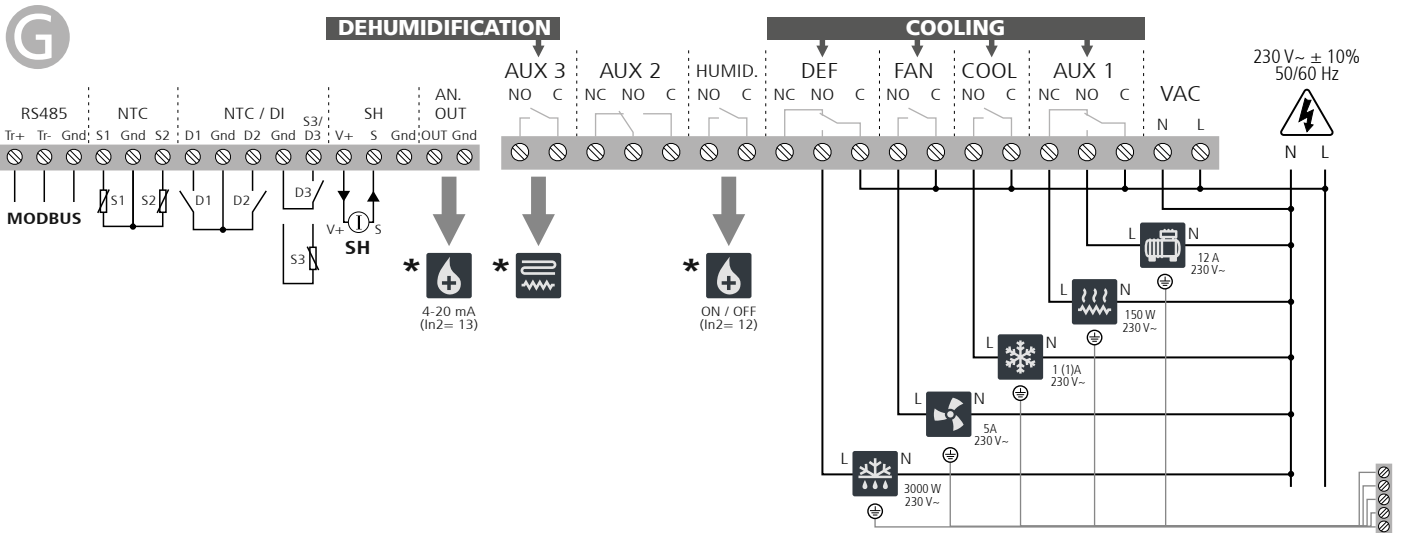 G
DEHUMIDIFICATION
COOLING
AUX 3
AUX 2
HUMID.
DEF
FAN
COOL
AUX 1
VAC
230 V~ ± 10%
50/60 Hz
NO C
NC NO C
NO C
NC NO C
NO C
NO C
NC NO C
N L
N L
RS485
NTC
NTC / DI
SH
AN.
OUT
Tr+ Tr- Gnd
S1 Gnd S2
D1 Gnd D2 Gnd S3/
D3
V+ S Gnd
OUT Gnd
MODBUS
S1
S2
D1
D2
D3
S3
V+
I
S
SH
*
4-20 mA
(In2= 13)
*
*
ON / OFF
(In2= 12)
L N
12 A
230 V~
L N
150 W
230 V~
L N
1 (1)A
230 V~
L N
5A
230 V~
L N
3000 W
230 V~